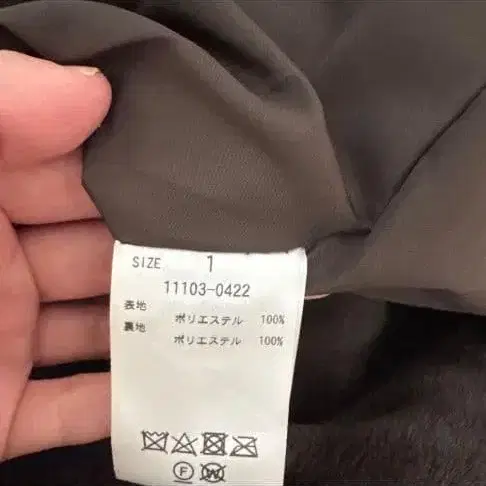 SIZE 1
11103-0422
表地 ポリエステル 100%
裏地 ポリエステル 100%
F W